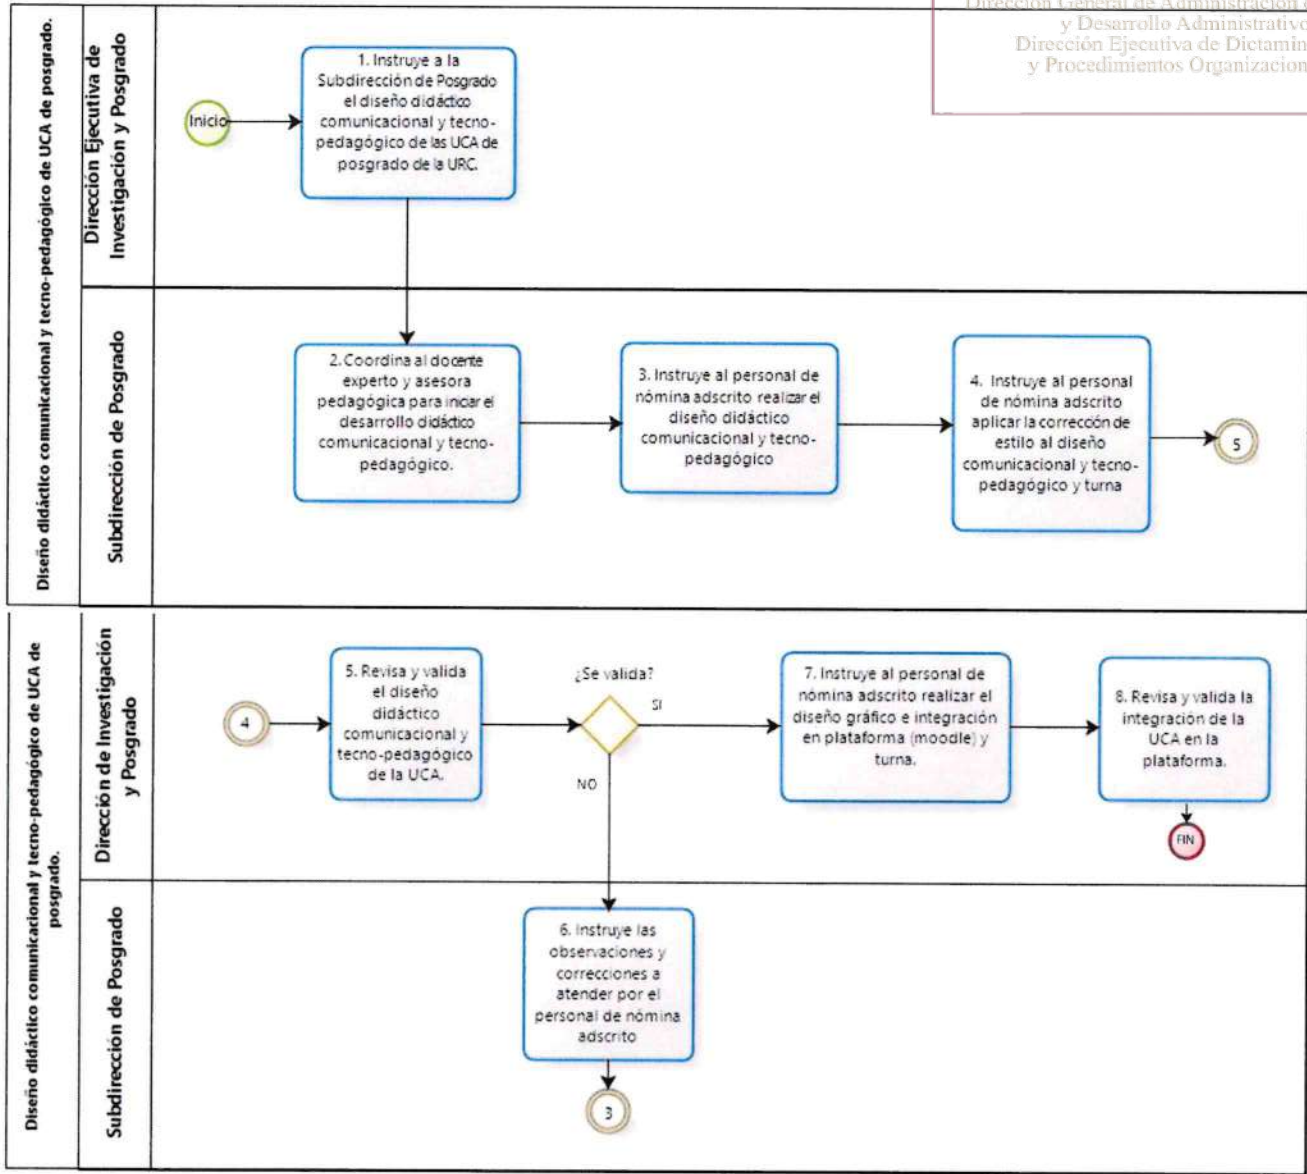 Dirección General de Administración
y Desarrollo Administrativo
Dirección Ejecutiva de
y Procedimientos
Diseño didáctico comunicacional y tecno-pedagógico de UCA de posgrado.
Dirección Ejecutiva de
Investigación y Posgrado
Inicio
1. Instruye a la
Subdirección de Posgrado
el diseño didáctico
comunicacional y tecno-
pedagógico de las UCA de
posgrado de la URC.
Subdirección de Posgrado
2. Coordina al docente
experto y asesora
pedagógica para iniciar el
desarrollo didáctico
comunicacional y tecno-
pedagógico.
3. Instruye al personal de
nómina adscrito realizar el
diseño didáctico
comunicacional y tecno-
pedagógico
4. Instruye al personal
de nómina adscrito
aplicar la corrección de
estilo al diseño
comunicacional y tecno-
pedagógico y turna
5
Diseño didáctico comunicacional y tecno-pedagógico de UCA de
posgrado.
Dirección de Investigación
y Posgrado
4
5. Revisa y valida
el diseño
didáctico
comunicacional y
tecno-pedagógico
de la UCA.
¿Se valida?
SI
NO
7. Instruye al personal de
nómina adscrito realizar el
diseño gráfico e integración
en plataforma (moodle) y
turna.
8. Revisa y valida la
integración de la
UCA en la
plataforma.
FIN
Subdirección de Posgrado
6. Instruye las
observaciones y
correcciones a
atender por el
personal de nómina
adscrito
3